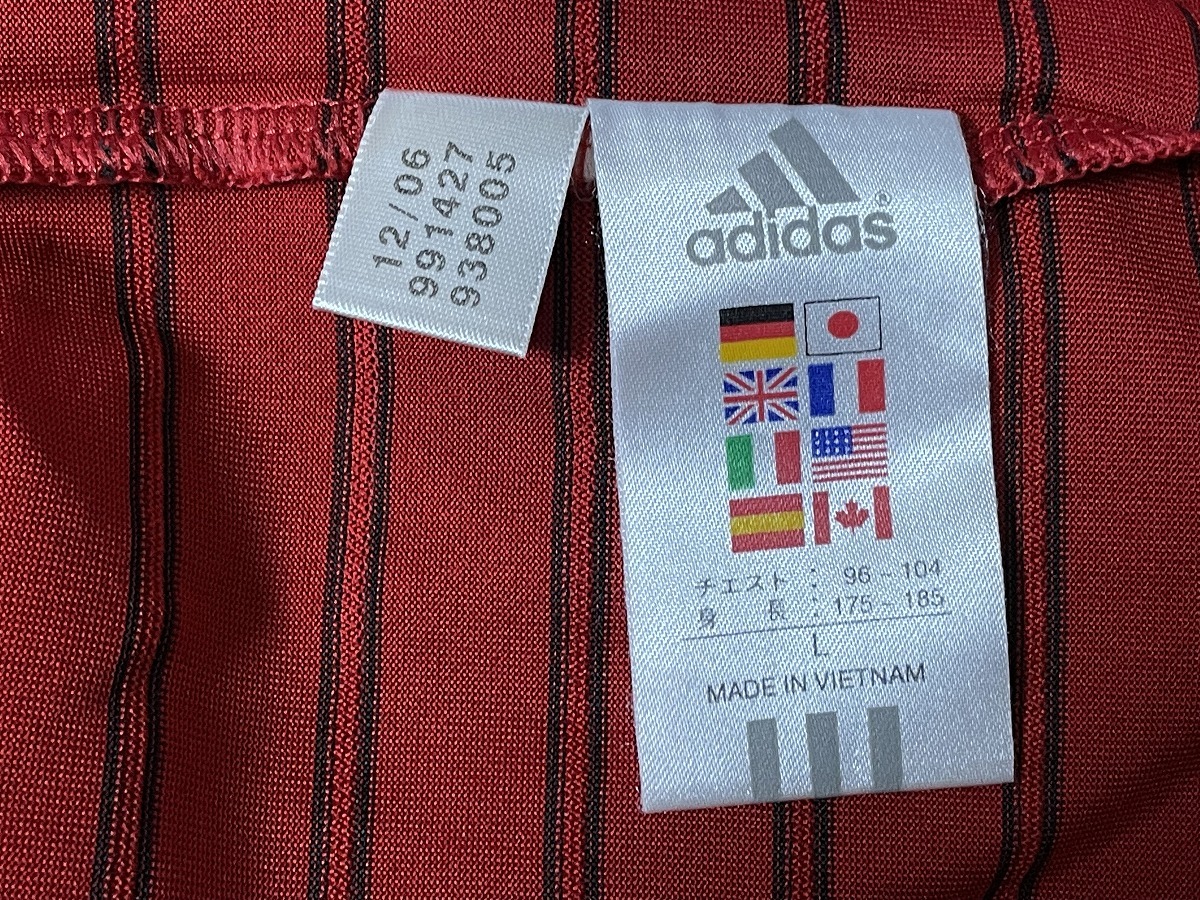 12/06
991427
938005
adidas®
チエスト : 96 - 104
身 長 : 175 - 185
L
MADE IN VIETNAM